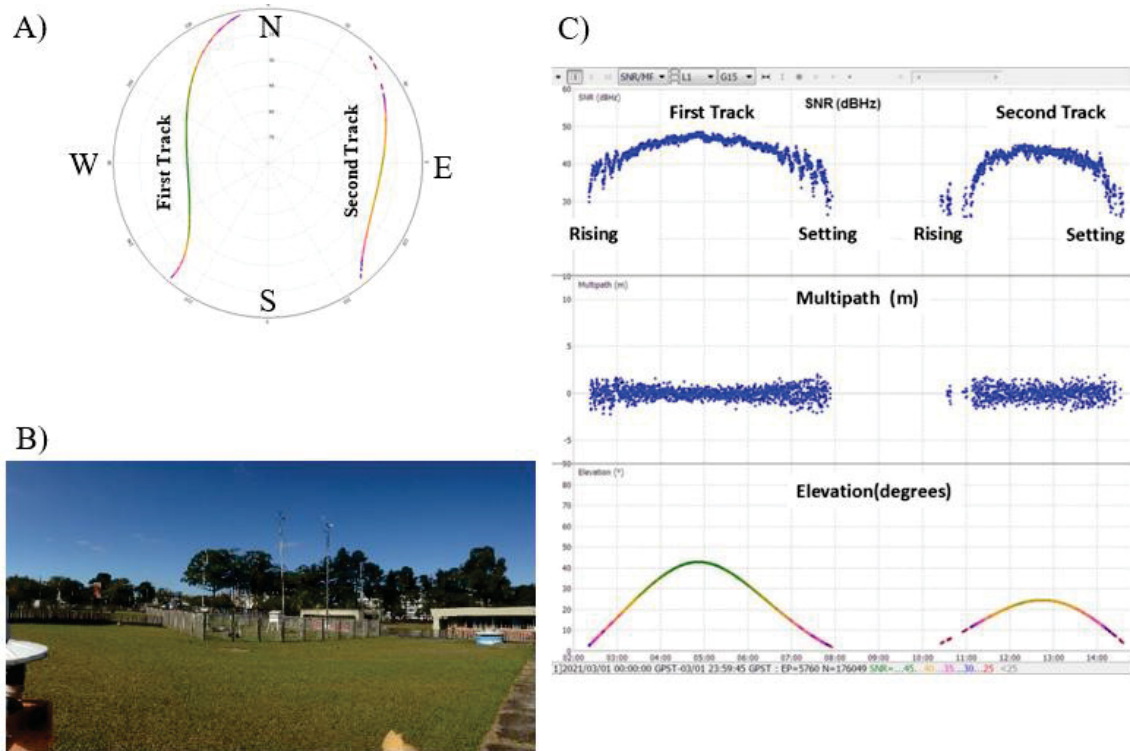 A)
N
W
E
S
First Track
Second Track
B)
C)
SNR/MF L1 G15
60
SNR (dBHz)
SNR (dBHz)
First Track
Second Track
50
40
30
Rising
Setting
Rising
Setting
10
Multipath (m)
Multipath (m)
5
0
-5
Elevation (°)
Elevation(degrees)
80
70
60
50
40
30
20
10
0
02:00 03:00 04:00 05:00 06:00 07:00 08:00 09:00 10:00 11:00 12:00 13:00 14:00
1]2021/03/01 00:00:00 GPST-03/01 23:59:45 GPST : EP=5760 N=176049 SNR=...45...40...35...30...25 <25